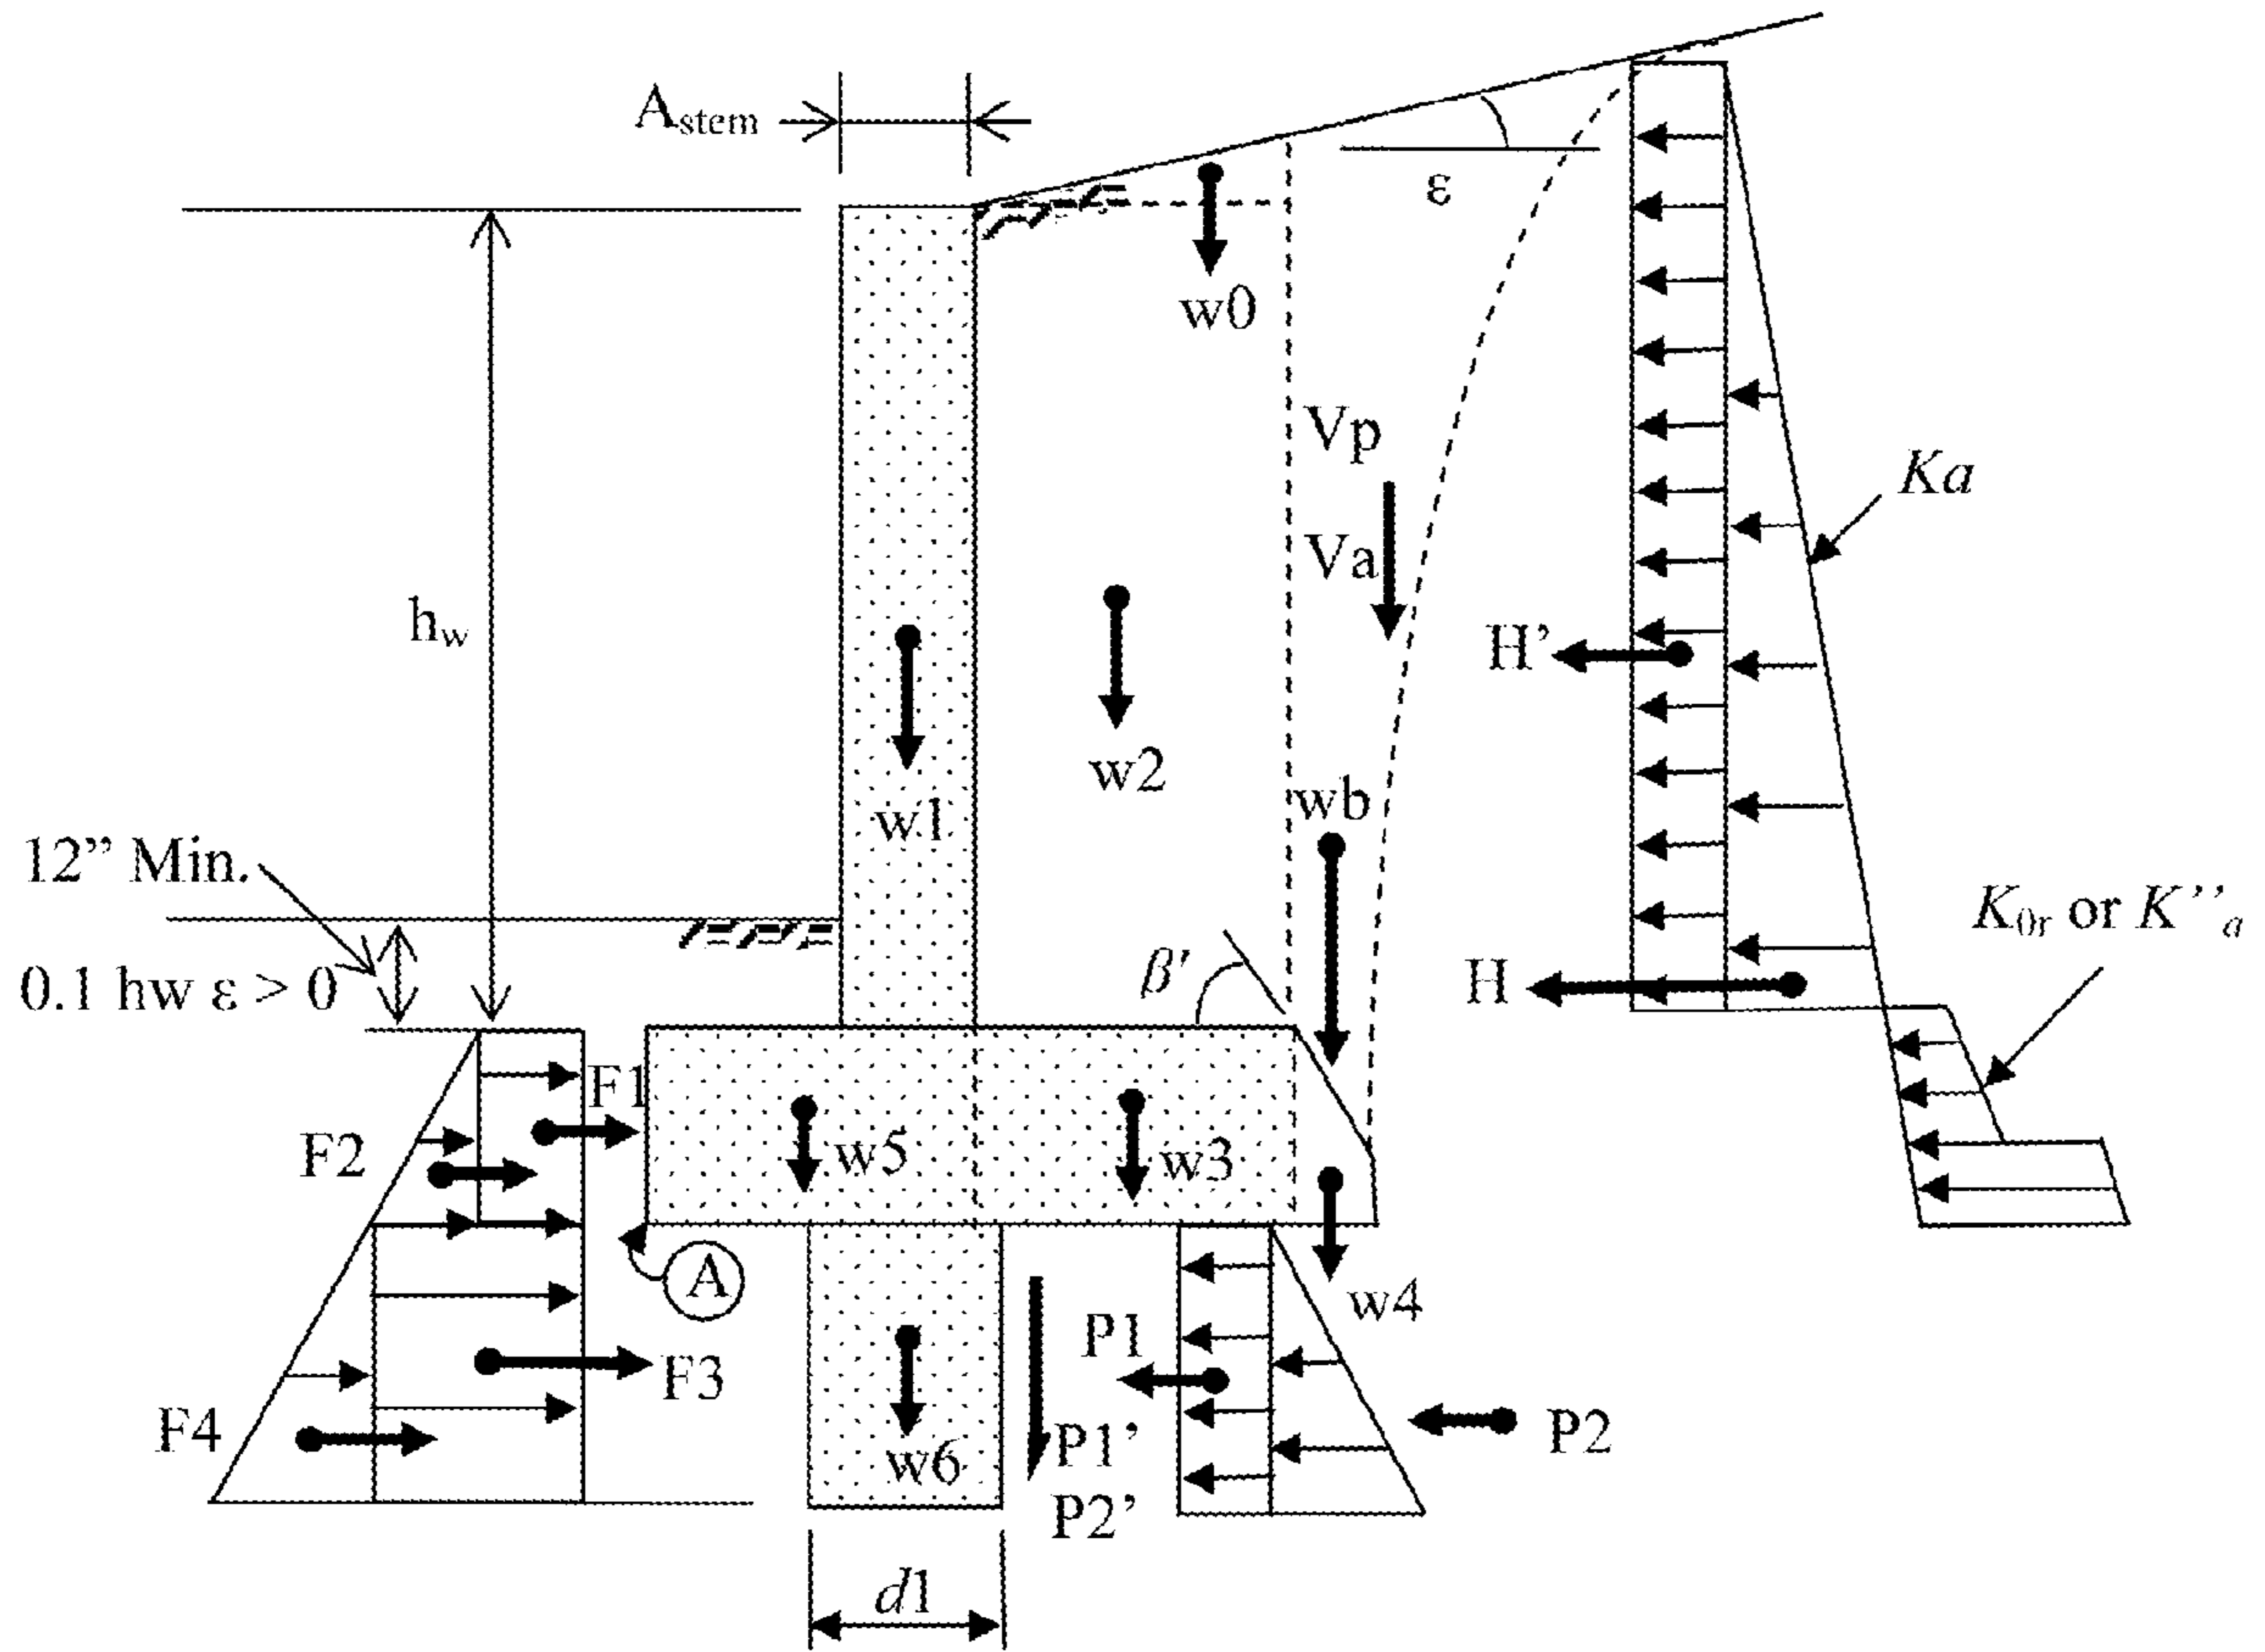 Astem
ε
w0
Vp
Ka
Va
hw
H’
w2
wb
w1
12” Min.
K0r or K’’a
β'
0.1 hw ε > 0
H
F1
F2
w5
w3
A
w4
P1
F3
F4
P1’
P2
w6
P2’
d1